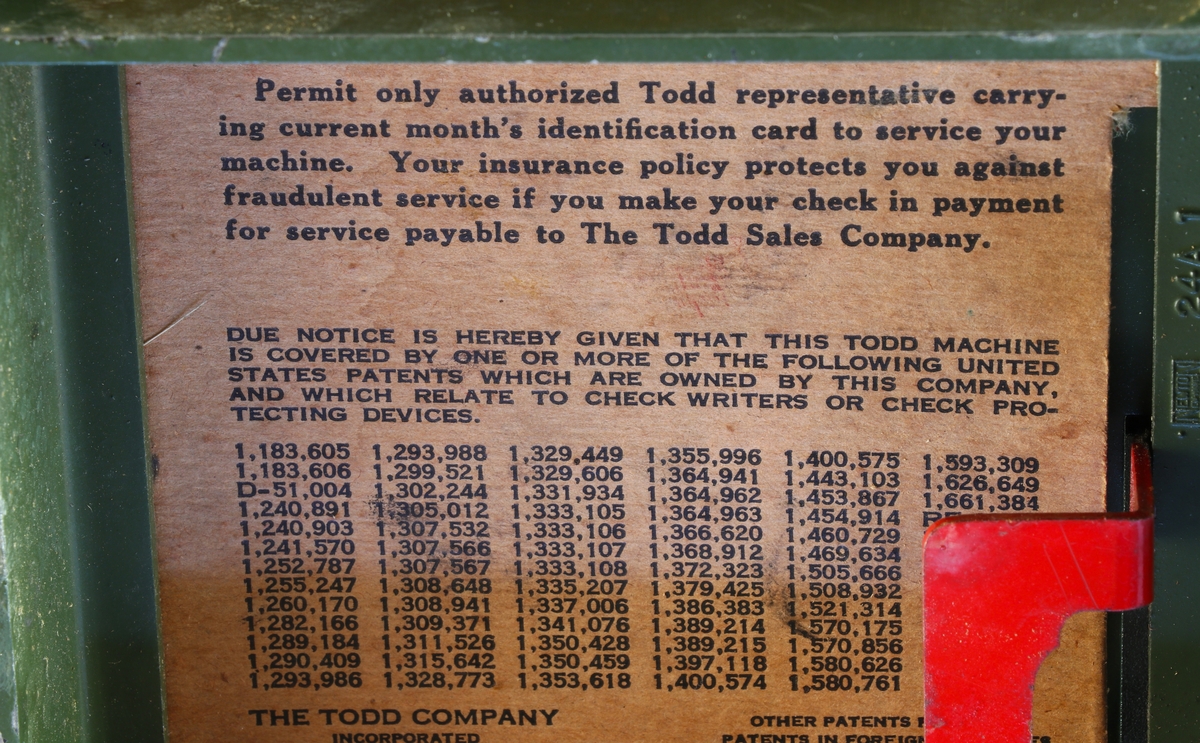 Permit only authorized Todd representative carry-
ing current month's identification card to service your
machine. Your insurance policy protects you against
fraudulent service if you make your check in payment
for service payable to The Todd Sales Company.
DUE NOTICE IS HEREBY GIVEN THAT THIS TODD MACHINE
IS COVERED BY ONE OR MORE OF THE FOLLOWING UNITED
STATES PATENTS WHICH ARE OWNED BY THIS COMPANY,
AND WHICH RELATE TO CHECK WRITERS OR CHECK PRO-
TECTING DEVICES.
1,183,605 1,293,988 1,329,449 1,355,996 1,400,575 1,593,309
1,183,606 1,299,521 1,329,606 1,364,941 1,443,103 1,626,649
D-51,004 1,302,244 1,331,934 1,364,962 1,453,867 1,661,384
1,240,891 1,305,012 1,333,105 1,364,963 1,454,914
1,240,903 1,307,532 1,333,106 1,366,620 1,460,729
1,241,570 1,307,566 1,333,107 1,368,912 1,469,634
1,252,787 1,307,567 1,333,108 1,372,323 1,505,666
1,255,247 1,308,648 1,335,207 1,379,425 1,508,932
1,260,170 1,308,941 1,337,006 1,386,383 1,521,314
1,282,166 1,309,371 1,341,076 1,389,214 1,570,175
1,289,184 1,311,526 1,350,428 1,389,215 1,570,856
1,290,409 1,315,642 1,350,459 1,397,118 1,580,626
1,293,986 1,328,773 1,353,618 1,400,574 1,580,761
THE TODD COMPANY
INCORPORATED
OTHER PATENTS
PATENTS IN FOREIGN
244 1
NEWTON